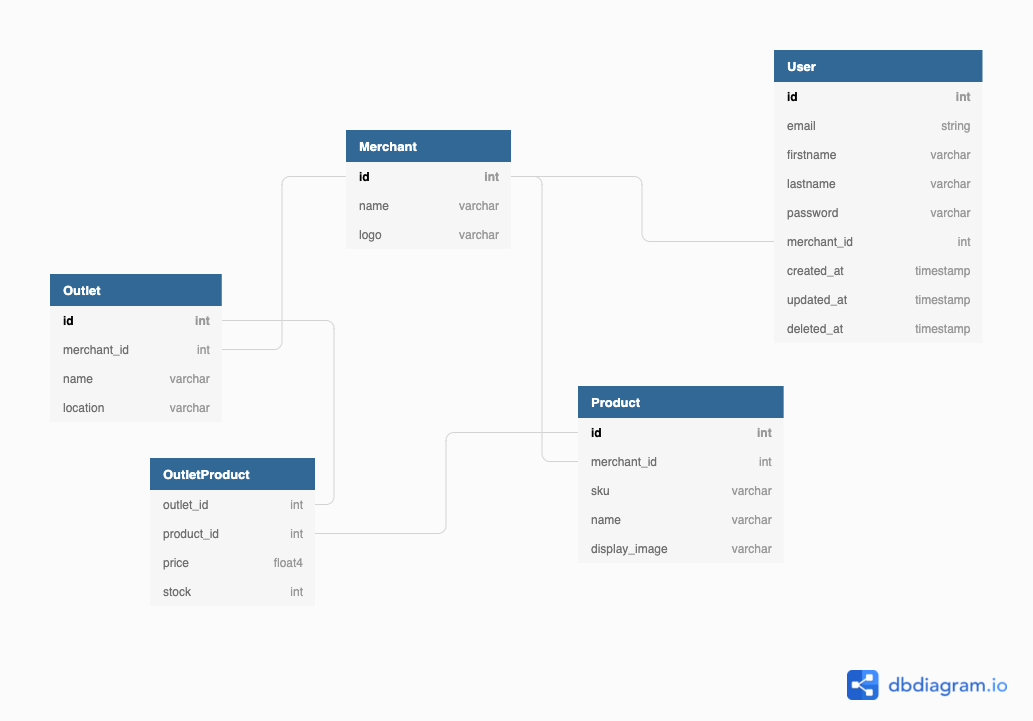 User
id int
email string
firstname varchar
lastname varchar
password varchar
merchant_id int
created_at timestamp
updated_at timestamp
deleted_at timestamp
Merchant
id int
name varchar
logo varchar
Outlet
id int
merchant_id int
name varchar
location varchar
Product
id int
merchant_id int
sku varchar
name varchar
display_image varchar
OutletProduct
outlet_id int
product_id int
price float4
stock int
dbdiagram.io